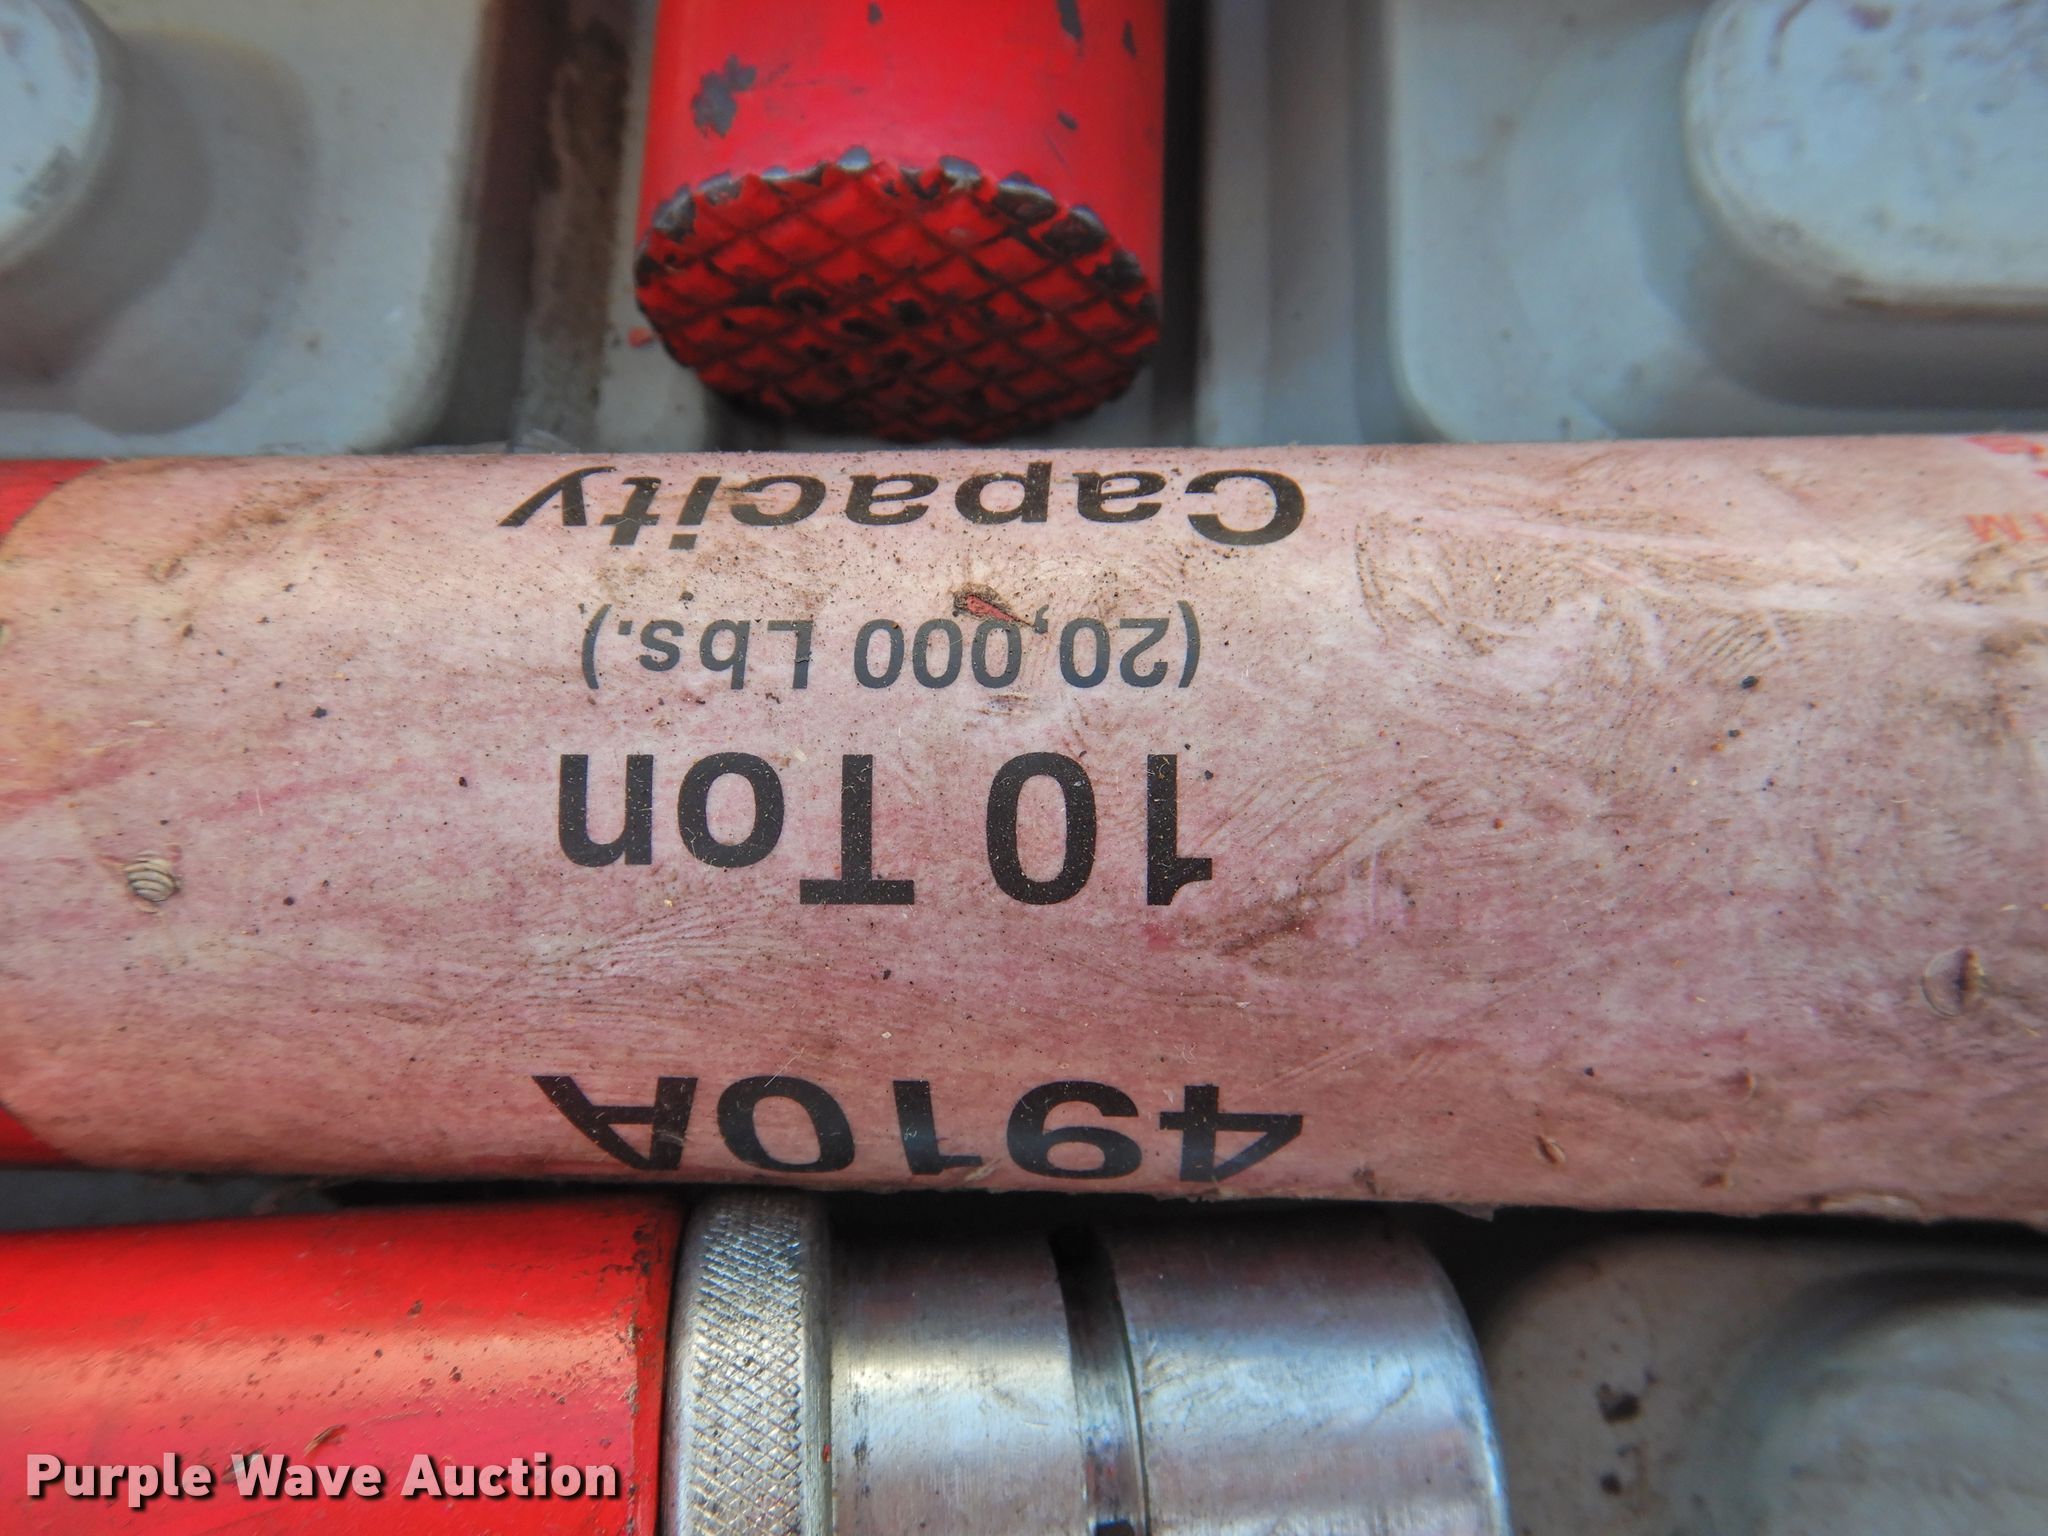 4910A
10 Ton
(20,000 Lbs.)
Capacity
Purple Wave Auction